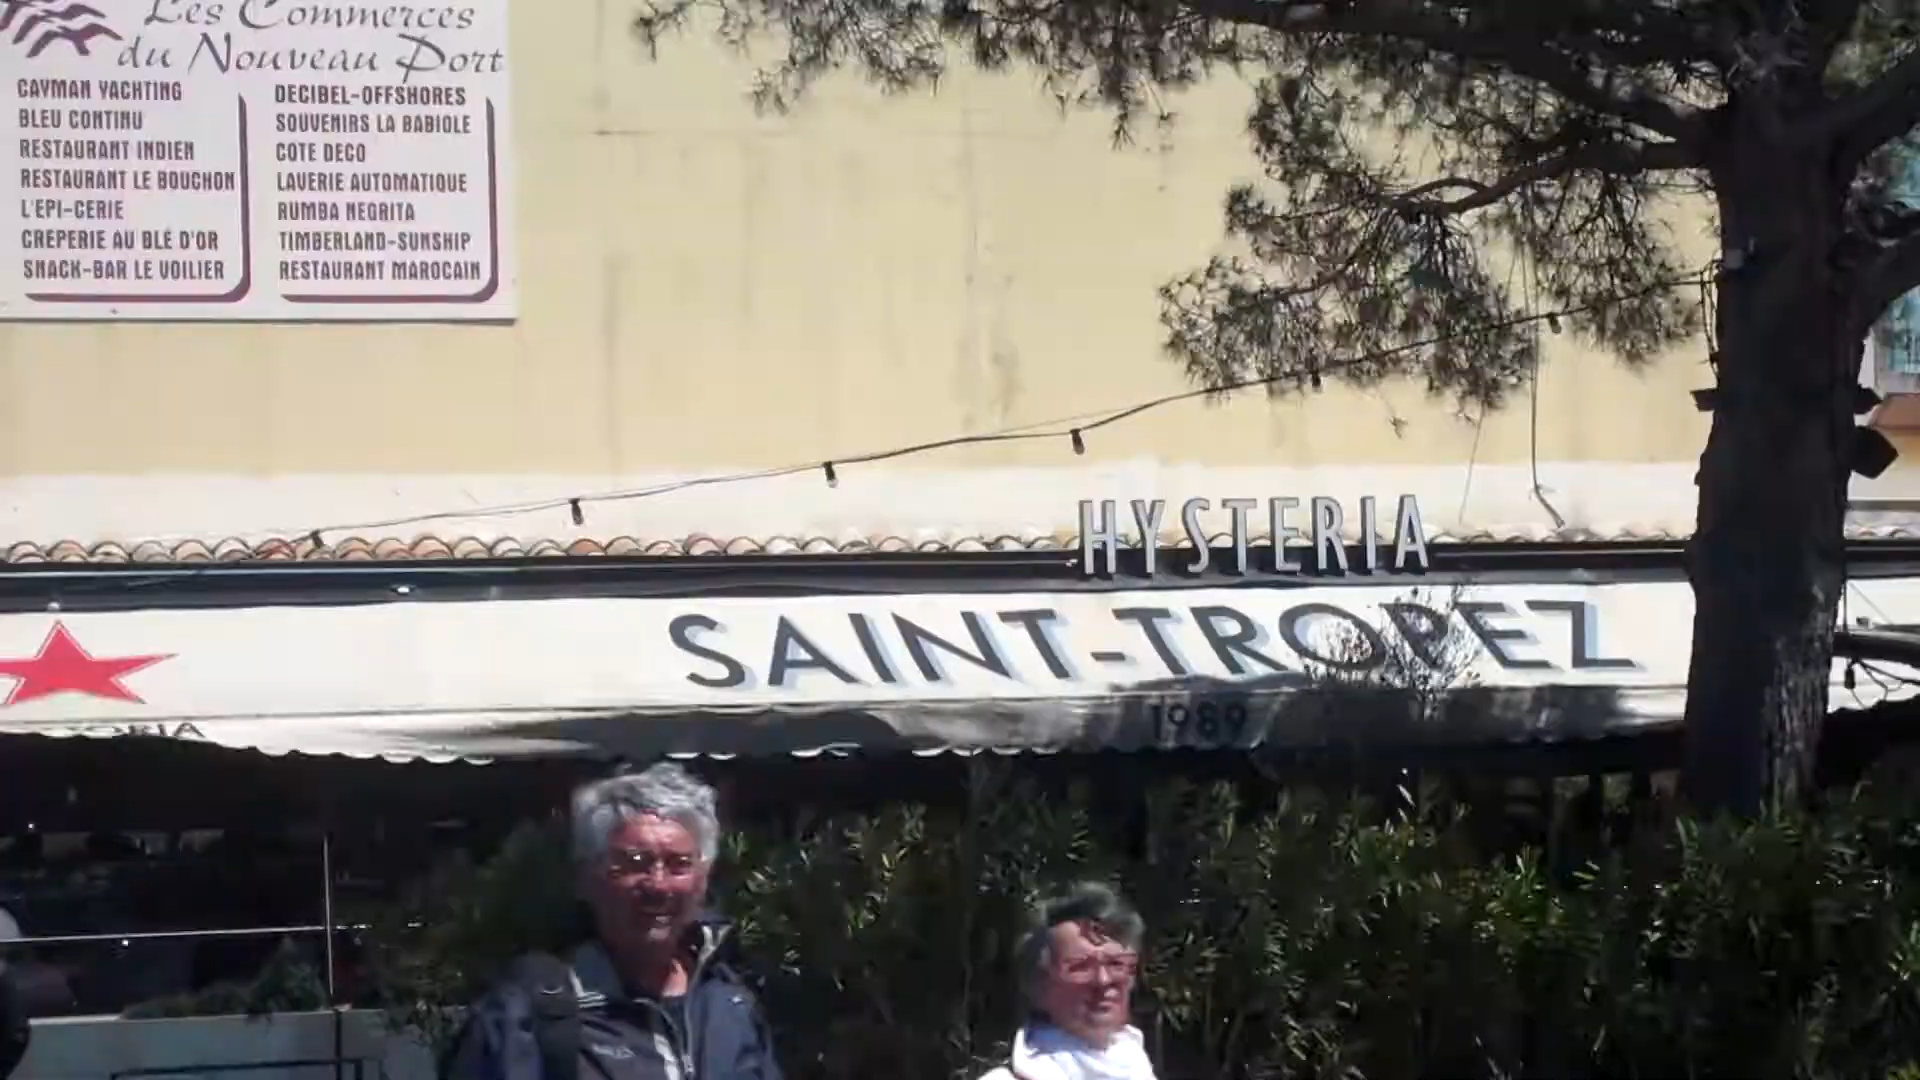 Les Commerces
du Nouveau Port
CAYMAN YACHTING
BLEU CONTINU
RESTAURANT INDIEN
RESTAURANT LE BOUCHON
L'EPI-CERIE
CREPERIE AU BLÉ D'OR
SNACK-BAR LE VOILIER
DECIBEL-OFFSHORES
SOUVENIRS LA BABIOLE
COTE DECO
LAVERIE AUTOMATIQUE
RUMBA NEGRITA
TIMBERLAND-SUNSHIP
RESTAURANT MAROCAIN
HYSTERIA
SAINT-TROPEZ
1989